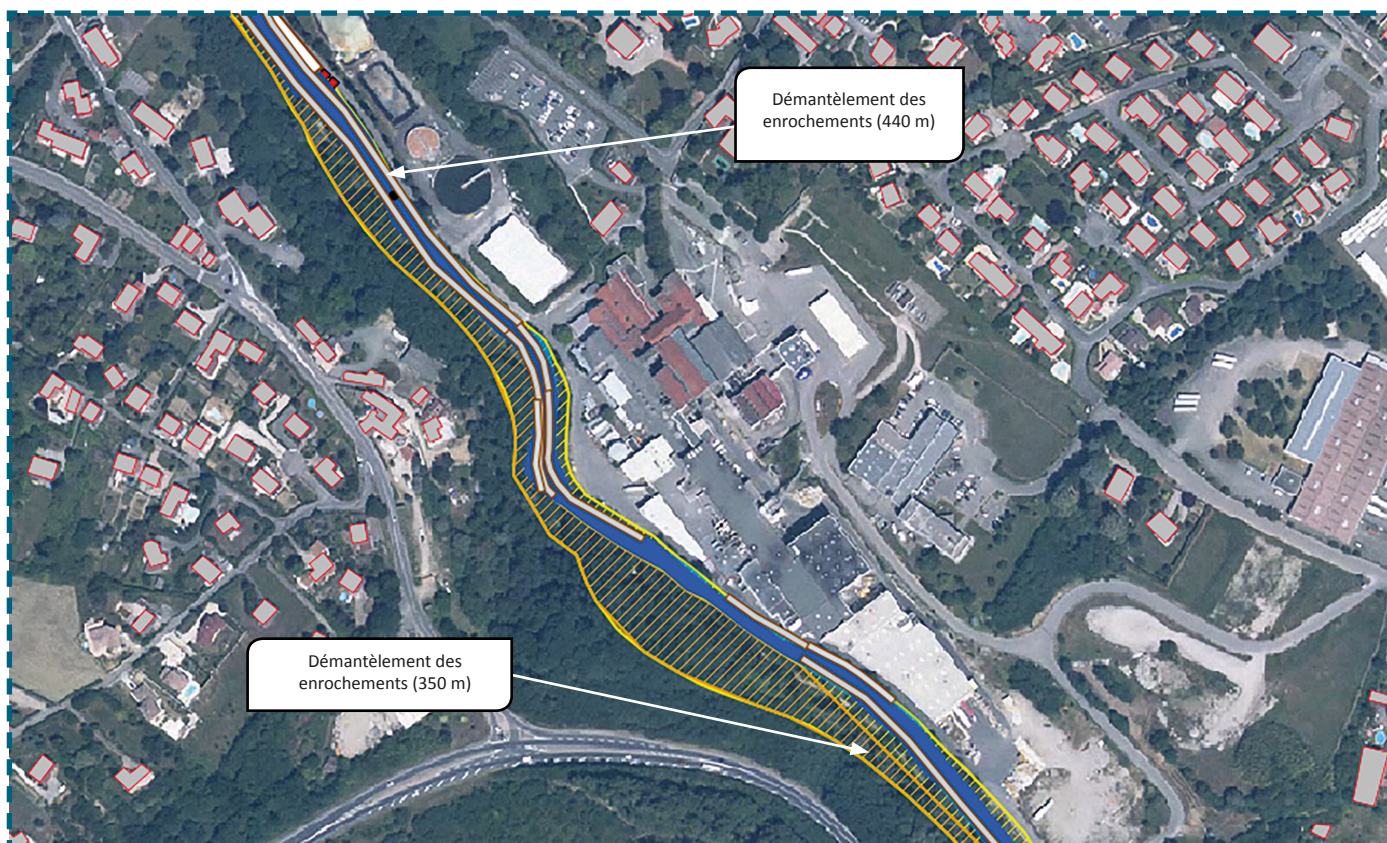 Démantèlement des
enrochements (440 m)
Démantèlement des
enrochements (350 m)